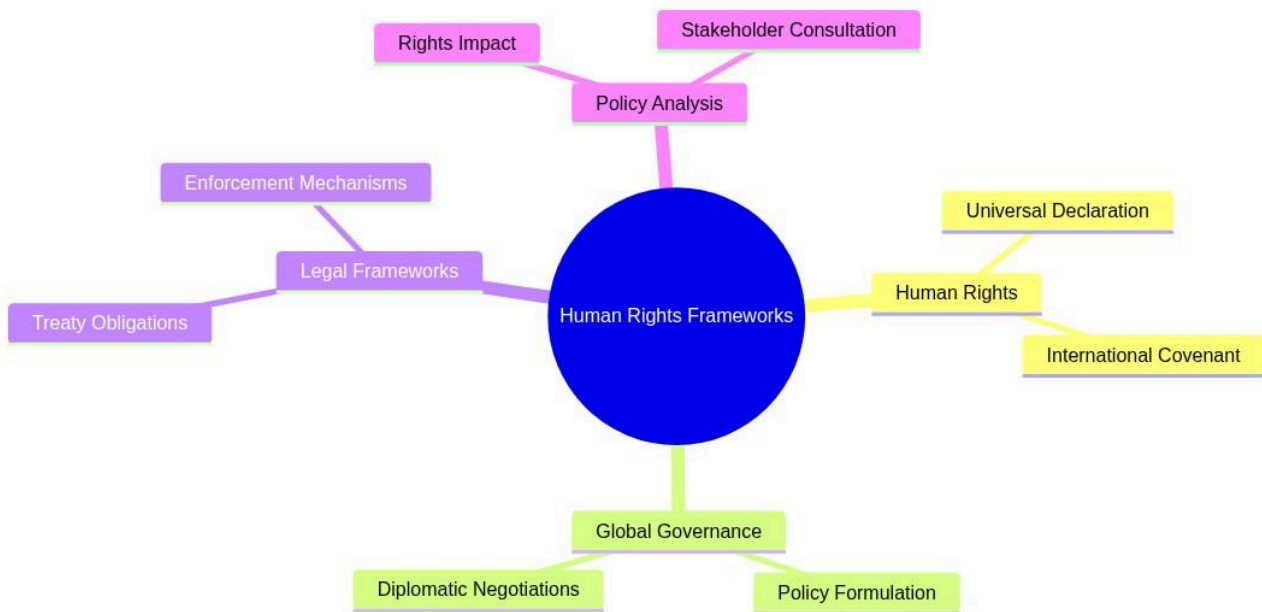 Stakeholder Consultation
Rights Impact
Policy Analysis
Enforcement Mechanisms
Universal Declaration
Legal Frameworks
Human Rights
Human Rights Frameworks
Treaty Obligations
International Covenant
Global Governance
Diplomatic Negotiations
Policy Formulation